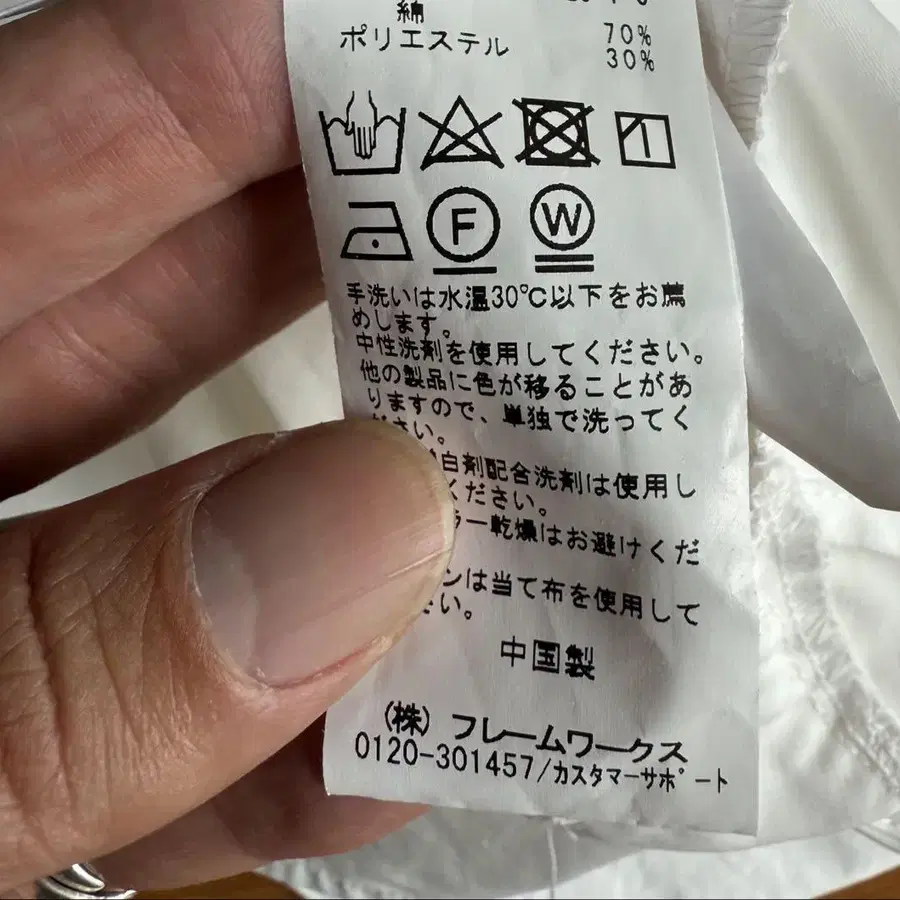 綿
ポリエステル 70%
30%
F W
手洗いは水温30℃以下をお薦
めします。
中性洗剤を使用してください。
他の製品に色が移ることがあ
りますので、単独で洗ってく
ださい。
白剤配合洗剤は使用し
ください。
ラー乾燥はお避けくだ
ンは当て布を使用して
さい。
中国製
(株) フレームワークス
0120-301457/カスタマーサポート